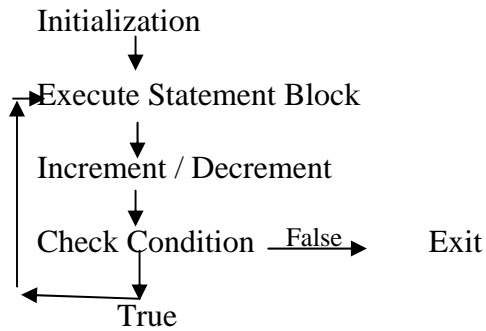 Initialization
Execute Statement Block
Increment / Decrement
Check Condition False Exit
True